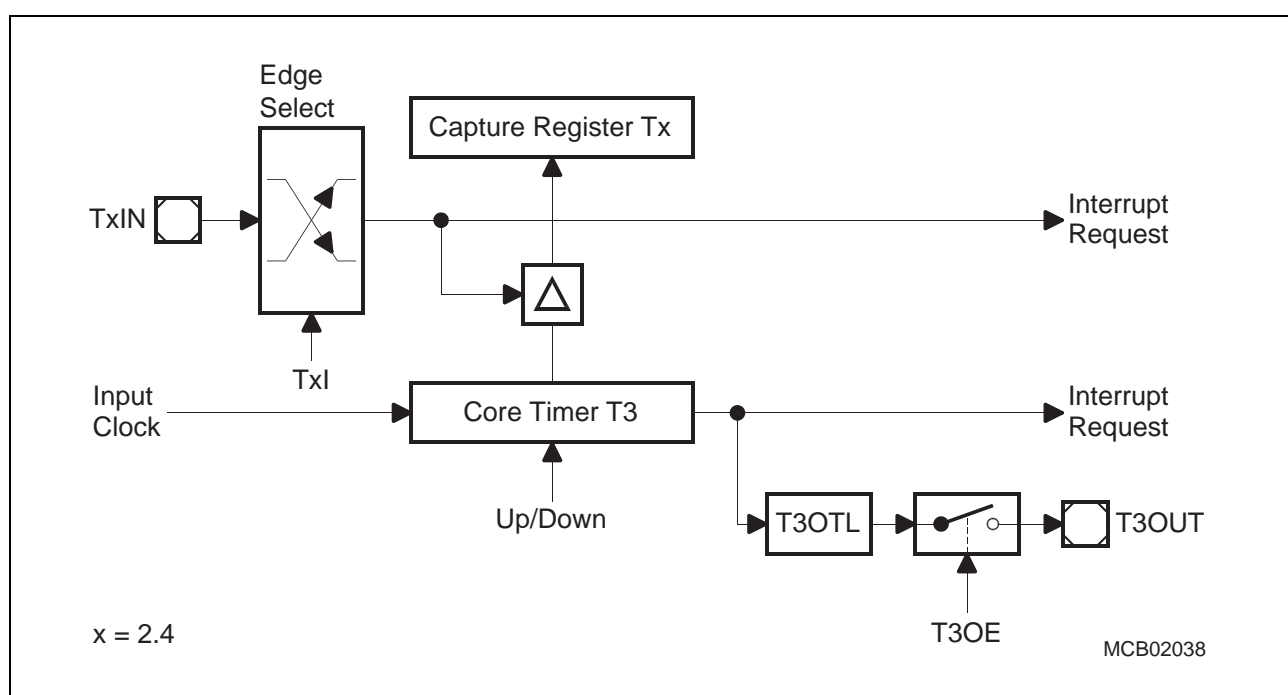 Edge
Select
Capture Register Tx
TxIN
Interrupt
Request
TxI
Input
Clock
Core Timer T3
Interrupt
Request
Up/Down
T3OTL
T3OUT
T3OE
x = 2.4
MCB02038